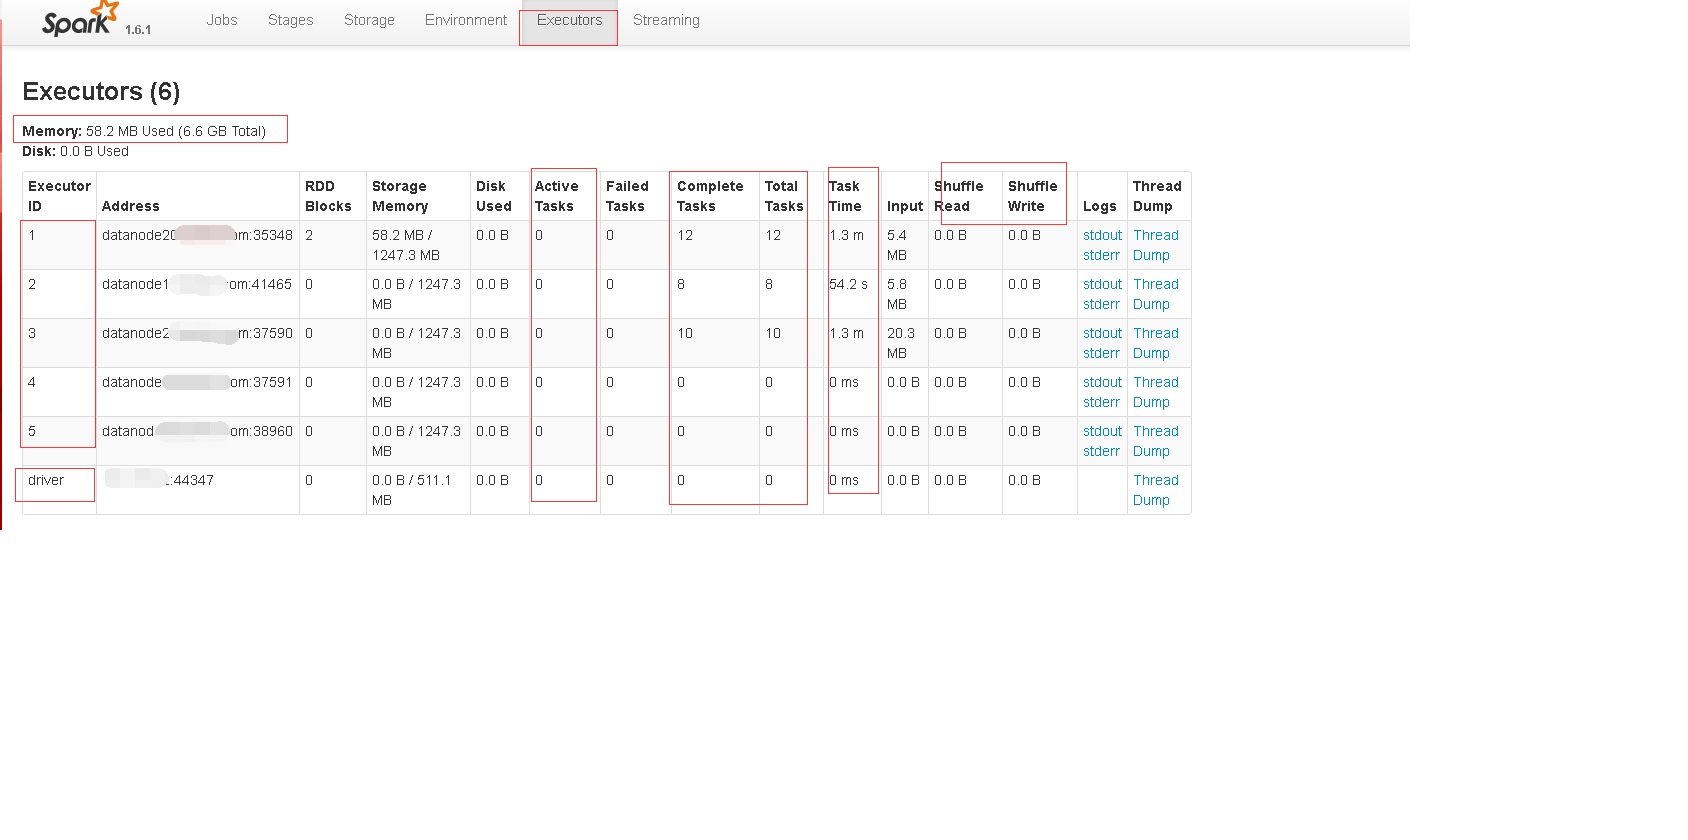 Spark 1.6.1 Jobs Stages Storage Environment Executors Streaming
Executors (6)
Memory: 58.2 MB Used (6.6 GB Total)
Disk: 0.0 B Used
Executor ID Address RDD Blocks Storage Memory Disk Used Active Tasks Failed Tasks Complete Tasks Total Tasks Task Time Input Shuffle Read Shuffle Write Logs Thread Dump
1 datanode20 om:35348 2 58.2 MB / 1247.3 MB 0.0 B 0 0 12 12 1.3 m 5.4 MB 0.0 B 0.0 B stdout stderr Thread Dump
2 datanode1 om:41465 0 0.0 B / 1247.3 MB 0.0 B 0 0 8 8 54.2 s 5.8 MB 0.0 B 0.0 B stdout stderr Thread Dump
3 datanode2 m:37590 0 0.0 B / 1247.3 MB 0.0 B 0 0 10 10 1.3 m 20.3 MB 0.0 B 0.0 B stdout stderr Thread Dump
4 datanode om:37591 0 0.0 B / 1247.3 MB 0.0 B 0 0 0 0 0 ms 0.0 B 0.0 B 0.0 B stdout stderr Thread Dump
5 datanod om:38960 0 0.0 B / 1247.3 MB 0.0 B 0 0 0 0 0 ms 0.0 B 0.0 B 0.0 B stdout stderr Thread Dump
driver :44347 0 0.0 B / 511.1 MB 0.0 B 0 0 0 0 0 ms 0.0 B 0.0 B 0.0 B Thread Dump